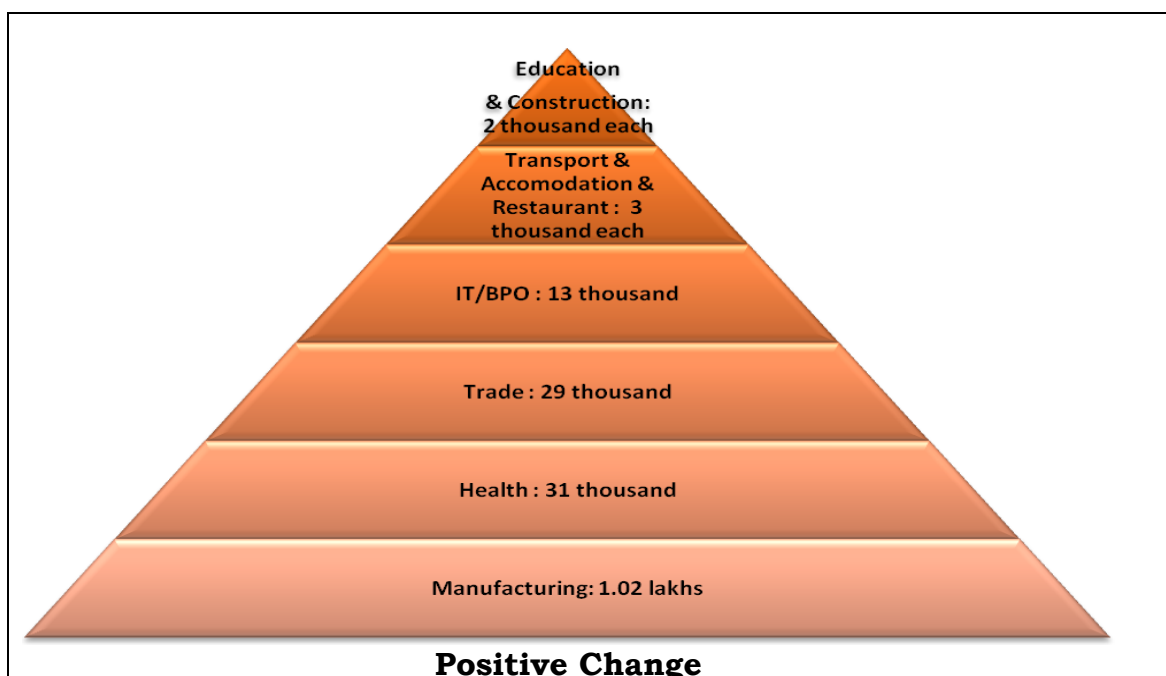 Education
& Construction:
2 thousand each
Transport &
Accomodation &
Restaurant : 3
thousand each
IT/BPO : 13 thousand
Trade : 29 thousand
Health : 31 thousand
Manufacturing: 1.02 lakhs
Positive Change